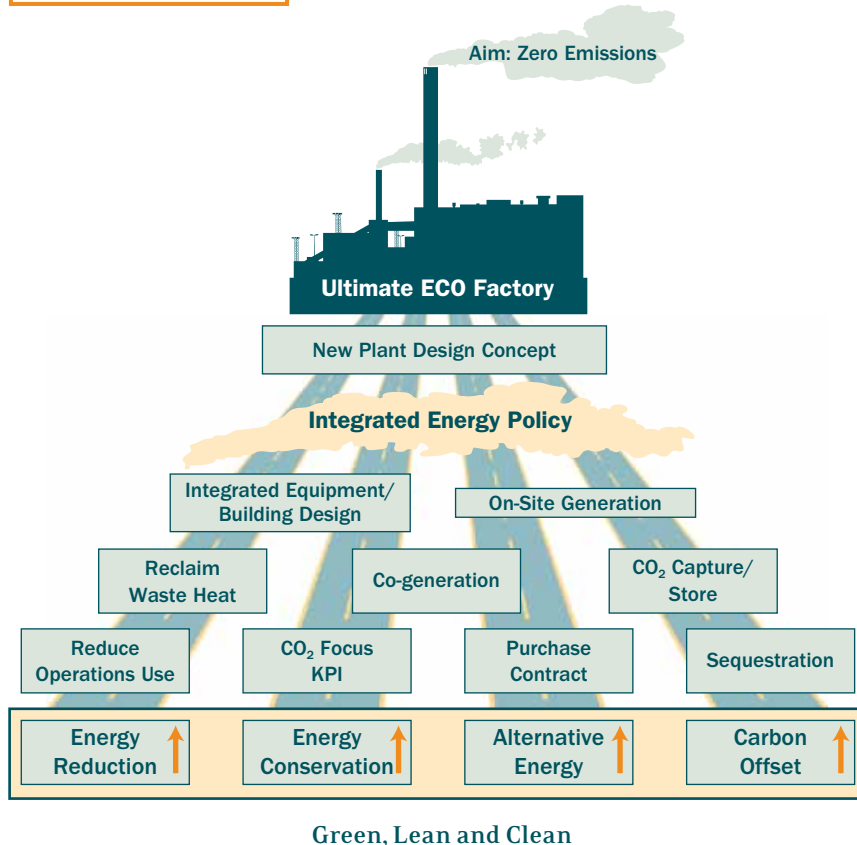 Aim: Zero Emissions
Ultimate ECO Factory
New Plant Design Concept
Integrated Energy Policy
Integrated Equipment/
Building Design
On-Site Generation
Reclaim
Waste Heat
Co-generation
CO₂ Capture/
Store
Reduce
Operations Use
CO₂ Focus
KPI
Purchase
Contract
Sequestration
Energy
Reduction
Energy
Conservation
Alternative
Energy
Carbon
Offset
Green, Lean and Clean